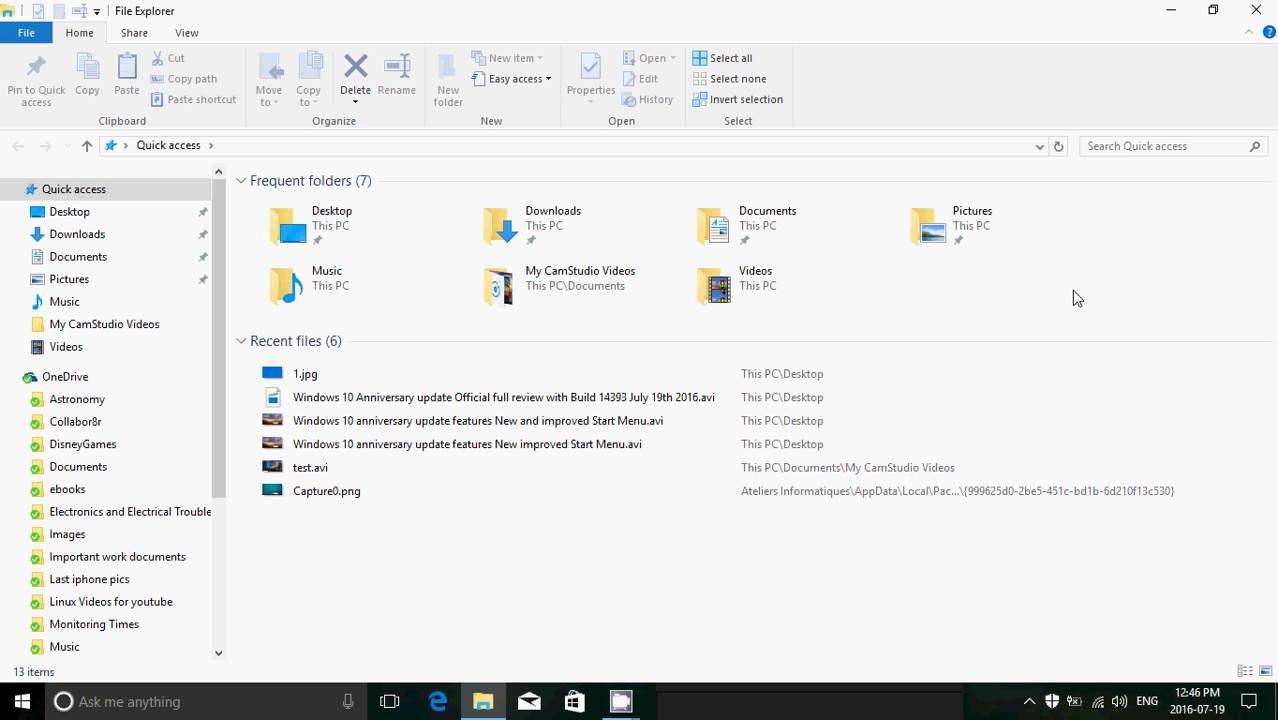 File Explorer
File Home Share View
Pin to Quick access
Copy
Paste
Cut
Copy path
Paste shortcut
Clipboard
Move to
Copy to
Delete
Rename
Organize
New folder
New item
Easy access
New
Properties
Open
Edit
History
Open
Select all
Select none
Invert selection
Select
Quick access
Search Quick access
Quick access
Desktop
Downloads
Documents
Pictures
Music
My CamStudio Videos
Videos
OneDrive
Astronomy
Collabor8r
DisneyGames
Documents
ebooks
Electronics and Electrical Trouble
Images
Important work documents
Last iphone pics
Linux Videos for youtube
Monitoring Times
Music
Frequent folders (7)
Desktop
This PC
Downloads
This PC
Documents
This PC
Pictures
This PC
Music
This PC
My CamStudio Videos
This PC\Documents
Videos
This PC
Recent files (6)
1.jpg This PC\Desktop
Windows 10 Anniversary update Official full review with Build 14393 July 19th 2016.avi This PC\Desktop
Windows 10 anniversary update features New and improved Start Menu.avi This PC\Desktop
Windows 10 anniversary update features New improved Start Menu.avi This PC\Desktop
test.avi This PC\Documents\My CamStudio Videos
Capture0.png Ateliers Informatiques\AppData\Local\Pac...\{999625d0-2be5-451c-bd1b-6d210f13c530}
13 items
Ask me anything
ENG
12:46 PM
2016-07-19